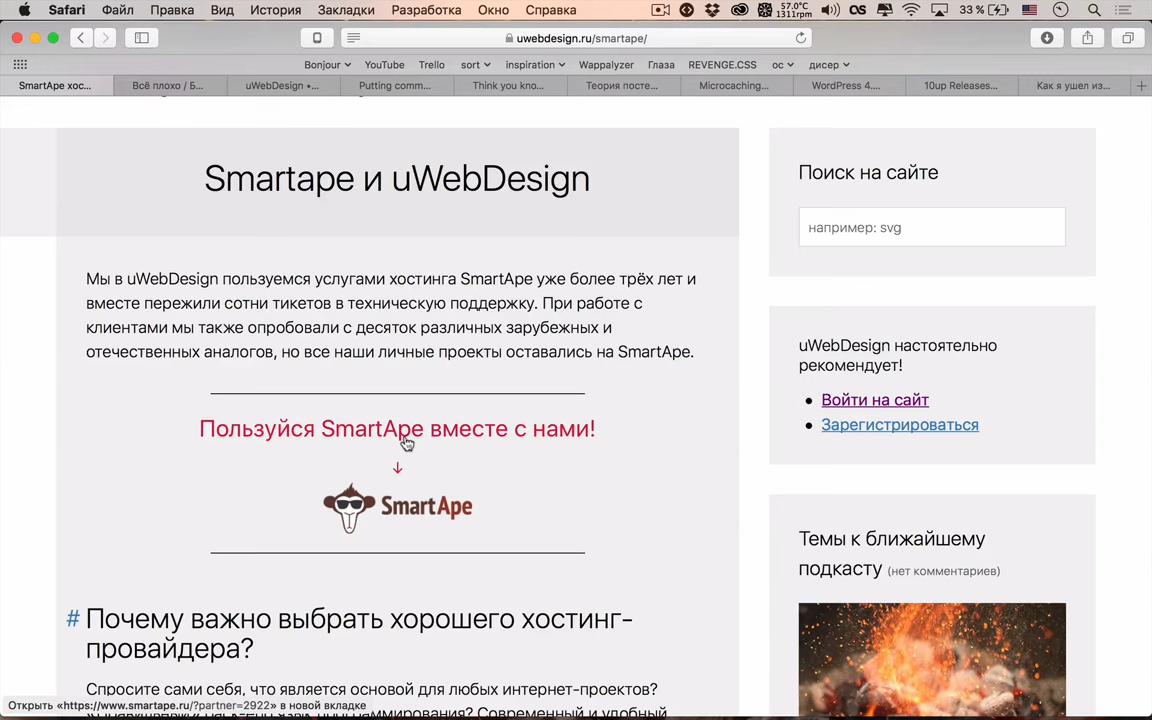 Safari Файл Правка Вид История Закладки Разработка Окно Справка 57.0°C 1311rpm 33 %
uwebdesign.ru/smartape/
Bonjour YouTube Trello sort inspiration Wappalyzer Глаза REVENGE.CSS ос дисер
SmartApe хос... Всё плохо / Б... uWebDesign •... Putting comm... Think you kno... Теория посте... Microcaching... WordPress 4.... 10up Releases... Как я ушел из...
Smartape и uWebDesign
Мы в uWebDesign пользуемся услугами хостинга SmartApe уже более трёх лет и
вместе пережили сотни тикетов в техническую поддержку. При работе с
клиентами мы также опробовали с десяток различных зарубежных и
отечественных аналогов, но все наши личные проекты оставались на SmartApe.
Пользуйся SmartApe вместе с нами!
↓
SmartApe
# Почему важно выбрать хорошего хостинг-
провайдера?
Спросите сами себя, что является основой для любых интернет-проектов?
Современный и удобный
Открыть «https://www.smartape.ru/?partner=2922» в новой вкладке
Поиск на сайте
например: svg
uWebDesign настоятельно
рекомендует!
• Войти на сайт
• Зарегистрироваться
Темы к ближайшему
подкасту (нет комментариев)